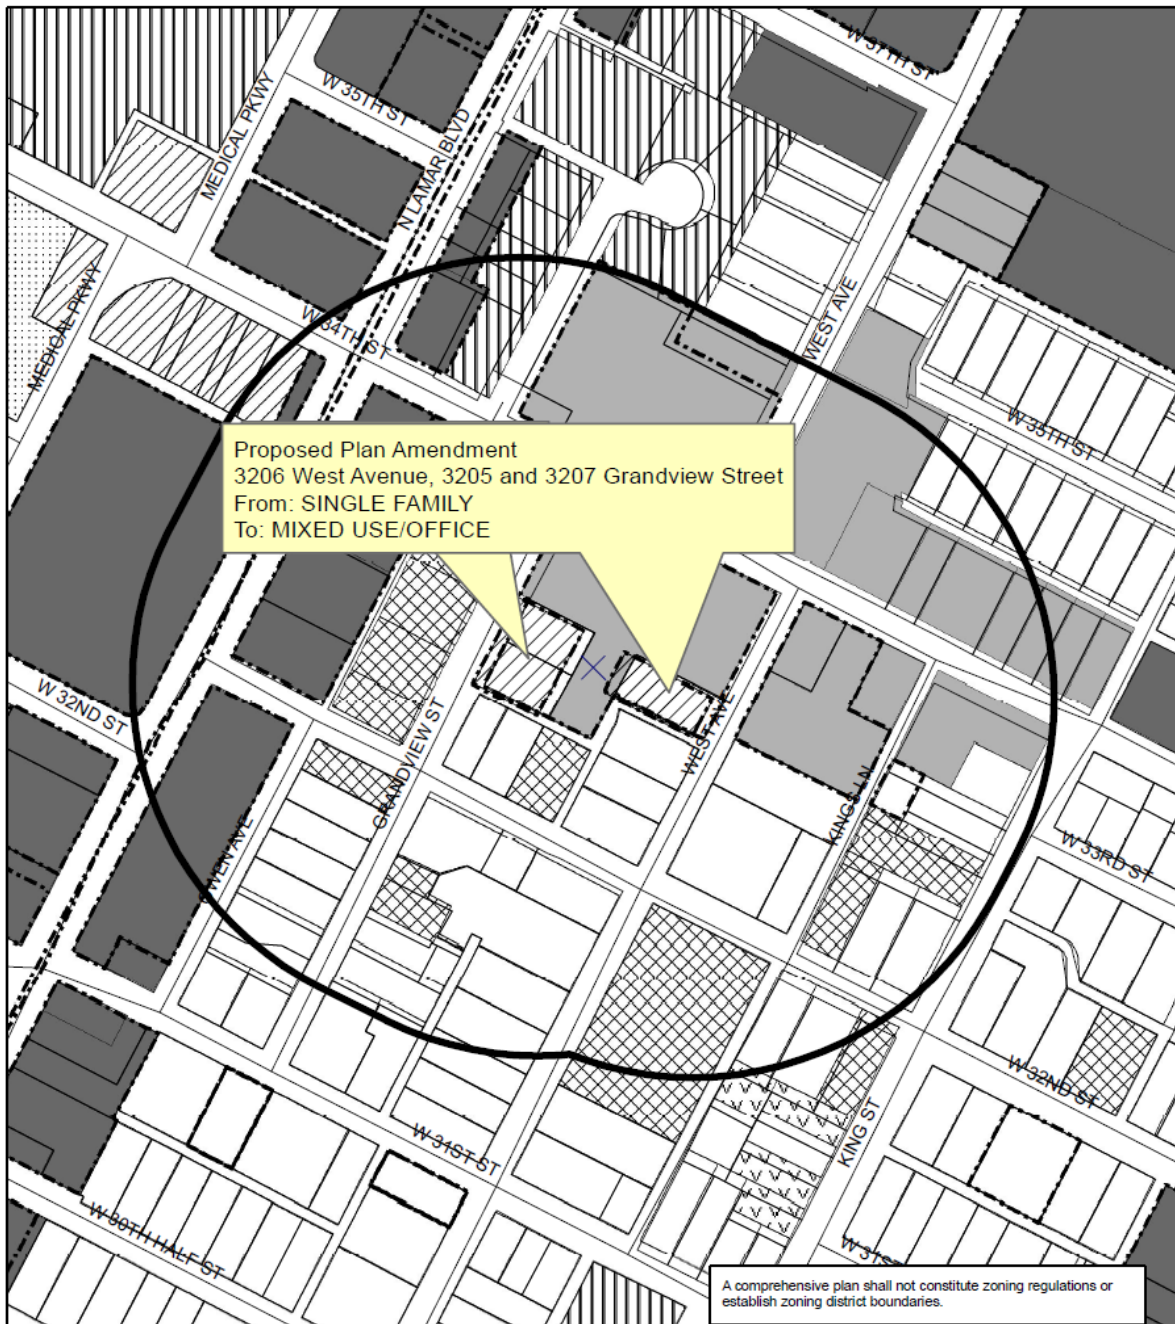 W 37TH ST
W 35TH ST
MEDICAL PKWY
N LAMAR BLVD
MEDICAL PKWY
W 34TH ST
WEST AVE
W 35TH ST
Proposed Plan Amendment
3206 West Avenue, 3205 and 3207 Grandview Street
From: SINGLE FAMILY
To: MIXED USE/OFFICE
W 32ND ST
GRANDVIEW ST
WEST AVE
KINGS LN
OWEN AVE
W 33RD ST
W 32ND ST
KING ST
W 31ST ST
W 30TH HALF ST
W 31ST
A comprehensive plan shall not constitute zoning regulations or
establish zoning district boundaries.